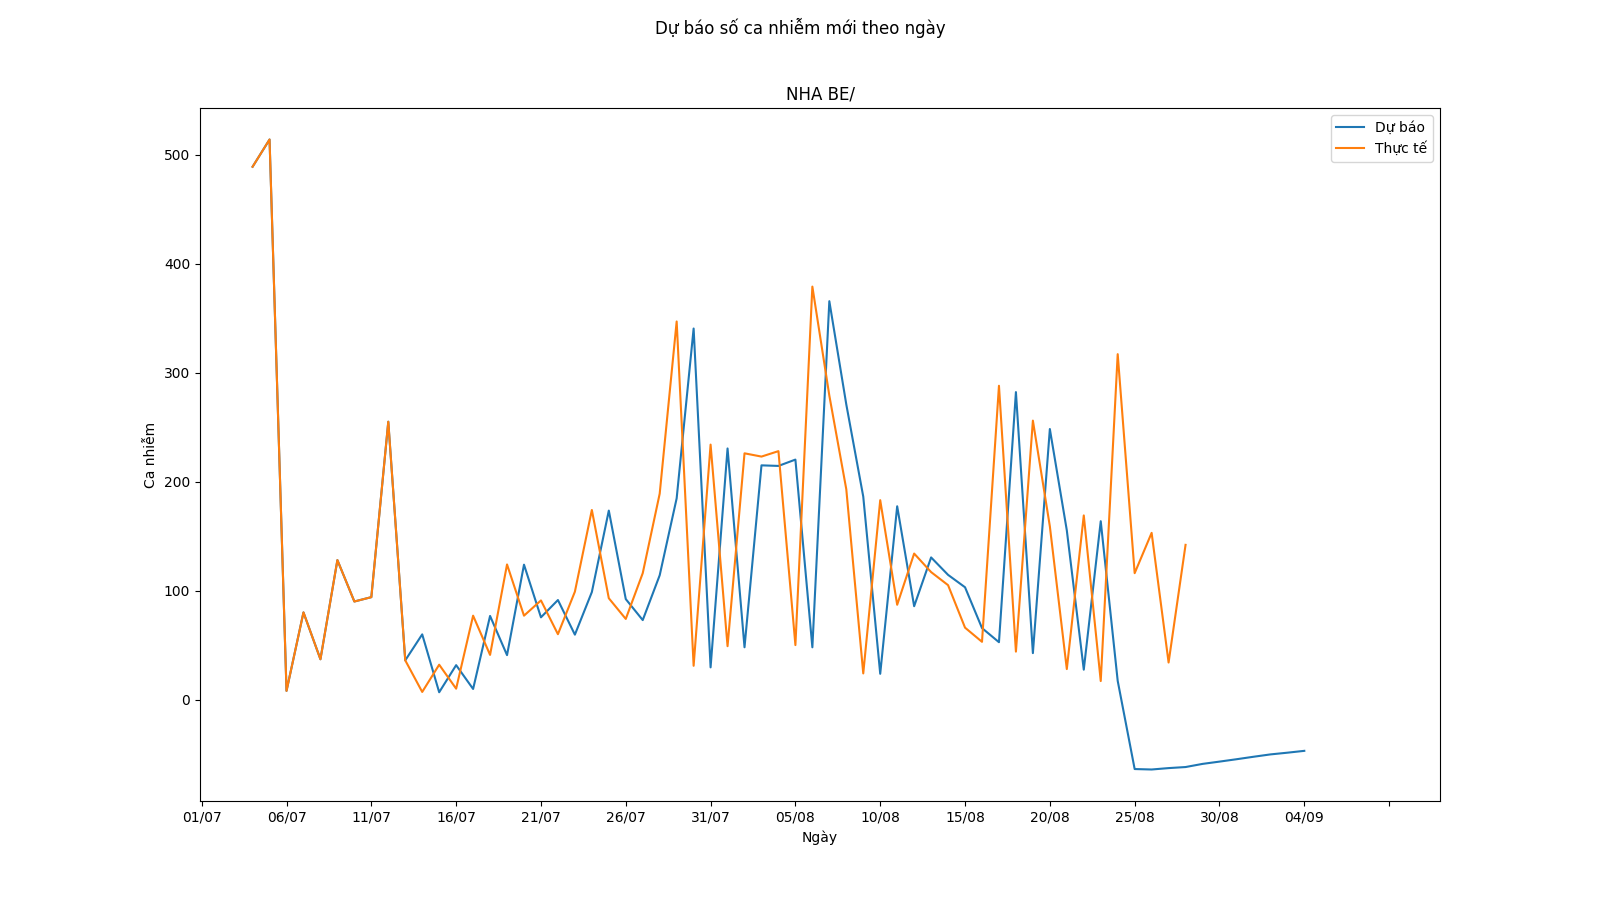 Dự báo số ca nhiễm mới theo ngày
NHA BE/
Dự báo
Thực tế
Ca nhiễm
500
400
300
200
100
0
01/07 06/07 11/07 16/07 21/07 26/07 31/07 05/08 10/08 15/08 20/08 25/08 30/08 04/09
Ngày